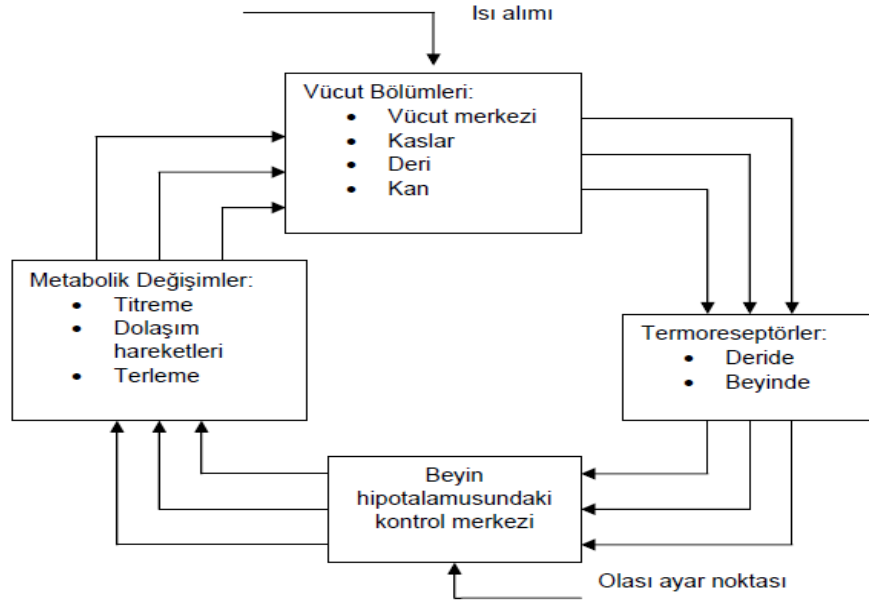 Isı alımı
Vücut Bölümleri:
• Vücut merkezi
• Kaslar
• Deri
• Kan
Metabolik Değişimler:
• Titreme
• Dolaşım
hareketleri
• Terleme
Termoreseptörler:
• Deride
• Beyinde
Beyin
hipotalamusundaki
kontrol merkezi
Olası ayar noktası